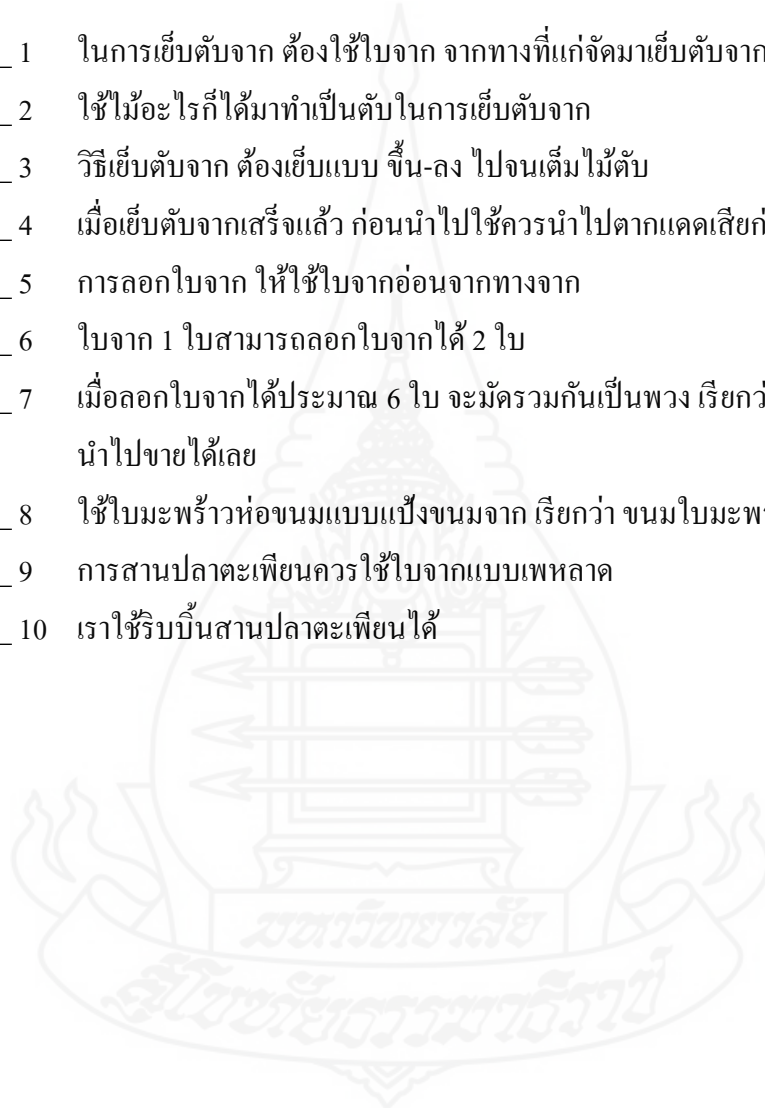 _ 1 ในการเย็บตับจาก ต้องใช้ใบจาก จากทางที่แก่จัดมาเย็บตับจาก
_ 2 ใช้ไม้อะไรก็ได้มาทำเป็นตับในการเย็บตับจาก
_ 3 วิธีเย็บตับจาก ต้องเย็บแบบ ขึ้น-ลง ไปจนเต็มไม้ตับ
_ 4 เมื่อเย็บตับจากเสร็จแล้ว ก่อนนำไปใช้ควรนำไปตากแดดเสียก่
_ 5 การลอกใบจาก ให้ใช้ใบจากอ่อนจากทางจาก
_ 6 ใบจาก 1 ใบสามารถลอกใบจากได้ 2 ใบ
_ 7 เมื่อลอกใบจากได้ประมาณ 6 ใบ จะมัดรวมกันเป็นพวง เรียกว่
นำไปขายได้เลย
_ 8 ใช้ใบมะพร้าวห่อขนมแบบแป้งขนมจาก เรียกว่า ขนมใบมะพร
_ 9 การสานปลาตะเพียนควรใช้ใบจากแบบเพหลาด
_ 10 เราใช้ริบบิ้นสานปลาตะเพียนได้
มหาวิทยาลัย
สุโขทัยธรรมาธิราช